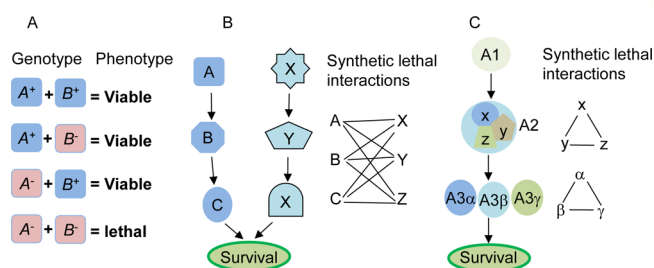 A
Genotype Phenotype
A⁺ + B⁺ = Viable
A⁺ + B⁻ = Viable
A⁻ + B⁺ = Viable
A⁻ + B⁻ = lethal
B
A
B
C
X
Y
X
Survival
Synthetic lethal
interactions
A X
B Y
C Z
C
A1
x
y
z
A2
A3α A3β A3γ
Survival
Synthetic lethal
interactions
x
y z
α
β γ